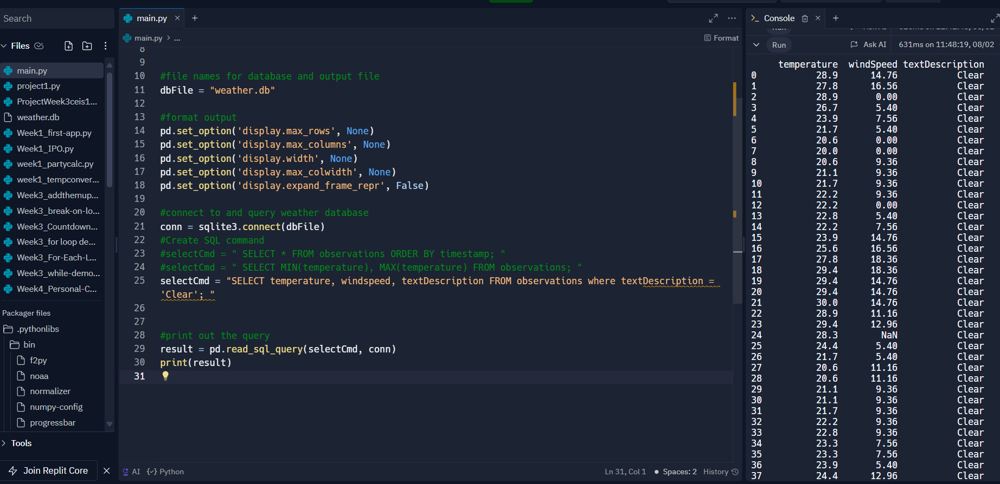 Search
Files
main.py
project1.py
ProjectWeek3ceis1...
weather.db
Week1_first-app.py
Week1_IPO.py
week1_partycalc.py
week1_tempconver...
Week3_addthemup...
Week3_break-on-lo...
Week3_Countdown...
Week3_for loop de...
Week3_For-Each-L...
Week3_while-demo...
Week4_Personal-C...
Packager files
.pythonlibs
bin
f2py
noaa
normalizer
numpy-config
progressbar
Tools
Join Replit Core
main.py
main.py > ...
Format
8
9
10 #file names for database and output file
11 dbFile = "weather.db"
12
13 #format output
14 pd.set_option('display.max_rows', None)
15 pd.set_option('display.max_columns', None)
16 pd.set_option('display.width', None)
17 pd.set_option('display.max_colwidth', None)
18 pd.set_option('display.expand_frame_repr', False)
19
20 #connect to and query weather database
21 conn = sqlite3.connect(dbFile)
22 #Create SQL command
23 #selectCmd = " SELECT * FROM observations ORDER BY timestamp; "
24 #selectCmd = " SELECT MIN(temperature), MAX(temperature) FROM observations; "
25 selectCmd = "SELECT temperature, windspeed, textDescription FROM observations where textDescription =
'Clear'; "
26
27
28 #print out the query
29 result = pd.read_sql_query(selectCmd, conn)
30 print(result)
31
AI {} Python
Ln 31, Col 1 • Spaces: 2 History
Console
Run Ask AI 631ms on 11:48:19, 08/02
temperature windSpeed textDescription
0 28.9 14.76 Clear
1 27.8 16.56 Clear
2 28.9 0.00 Clear
3 26.7 5.40 Clear
4 23.9 7.56 Clear
5 21.7 5.40 Clear
6 20.6 0.00 Clear
7 20.0 0.00 Clear
8 20.6 9.36 Clear
9 21.1 9.36 Clear
10 21.7 9.36 Clear
11 22.2 9.36 Clear
12 22.2 0.00 Clear
13 22.8 5.40 Clear
14 22.2 7.56 Clear
15 23.9 14.76 Clear
16 25.6 16.56 Clear
17 27.8 18.36 Clear
18 29.4 18.36 Clear
19 29.4 14.76 Clear
20 29.4 14.76 Clear
21 30.0 14.76 Clear
22 28.9 11.16 Clear
23 29.4 12.96 Clear
24 28.3 NaN Clear
25 24.4 5.40 Clear
26 21.7 5.40 Clear
27 20.6 11.16 Clear
28 20.6 11.16 Clear
29 21.1 9.36 Clear
30 21.1 9.36 Clear
31 21.7 9.36 Clear
32 22.2 9.36 Clear
33 22.8 9.36 Clear
34 23.3 7.56 Clear
35 23.3 7.56 Clear
36 23.9 5.40 Clear
37 24.4 12.96 Clear